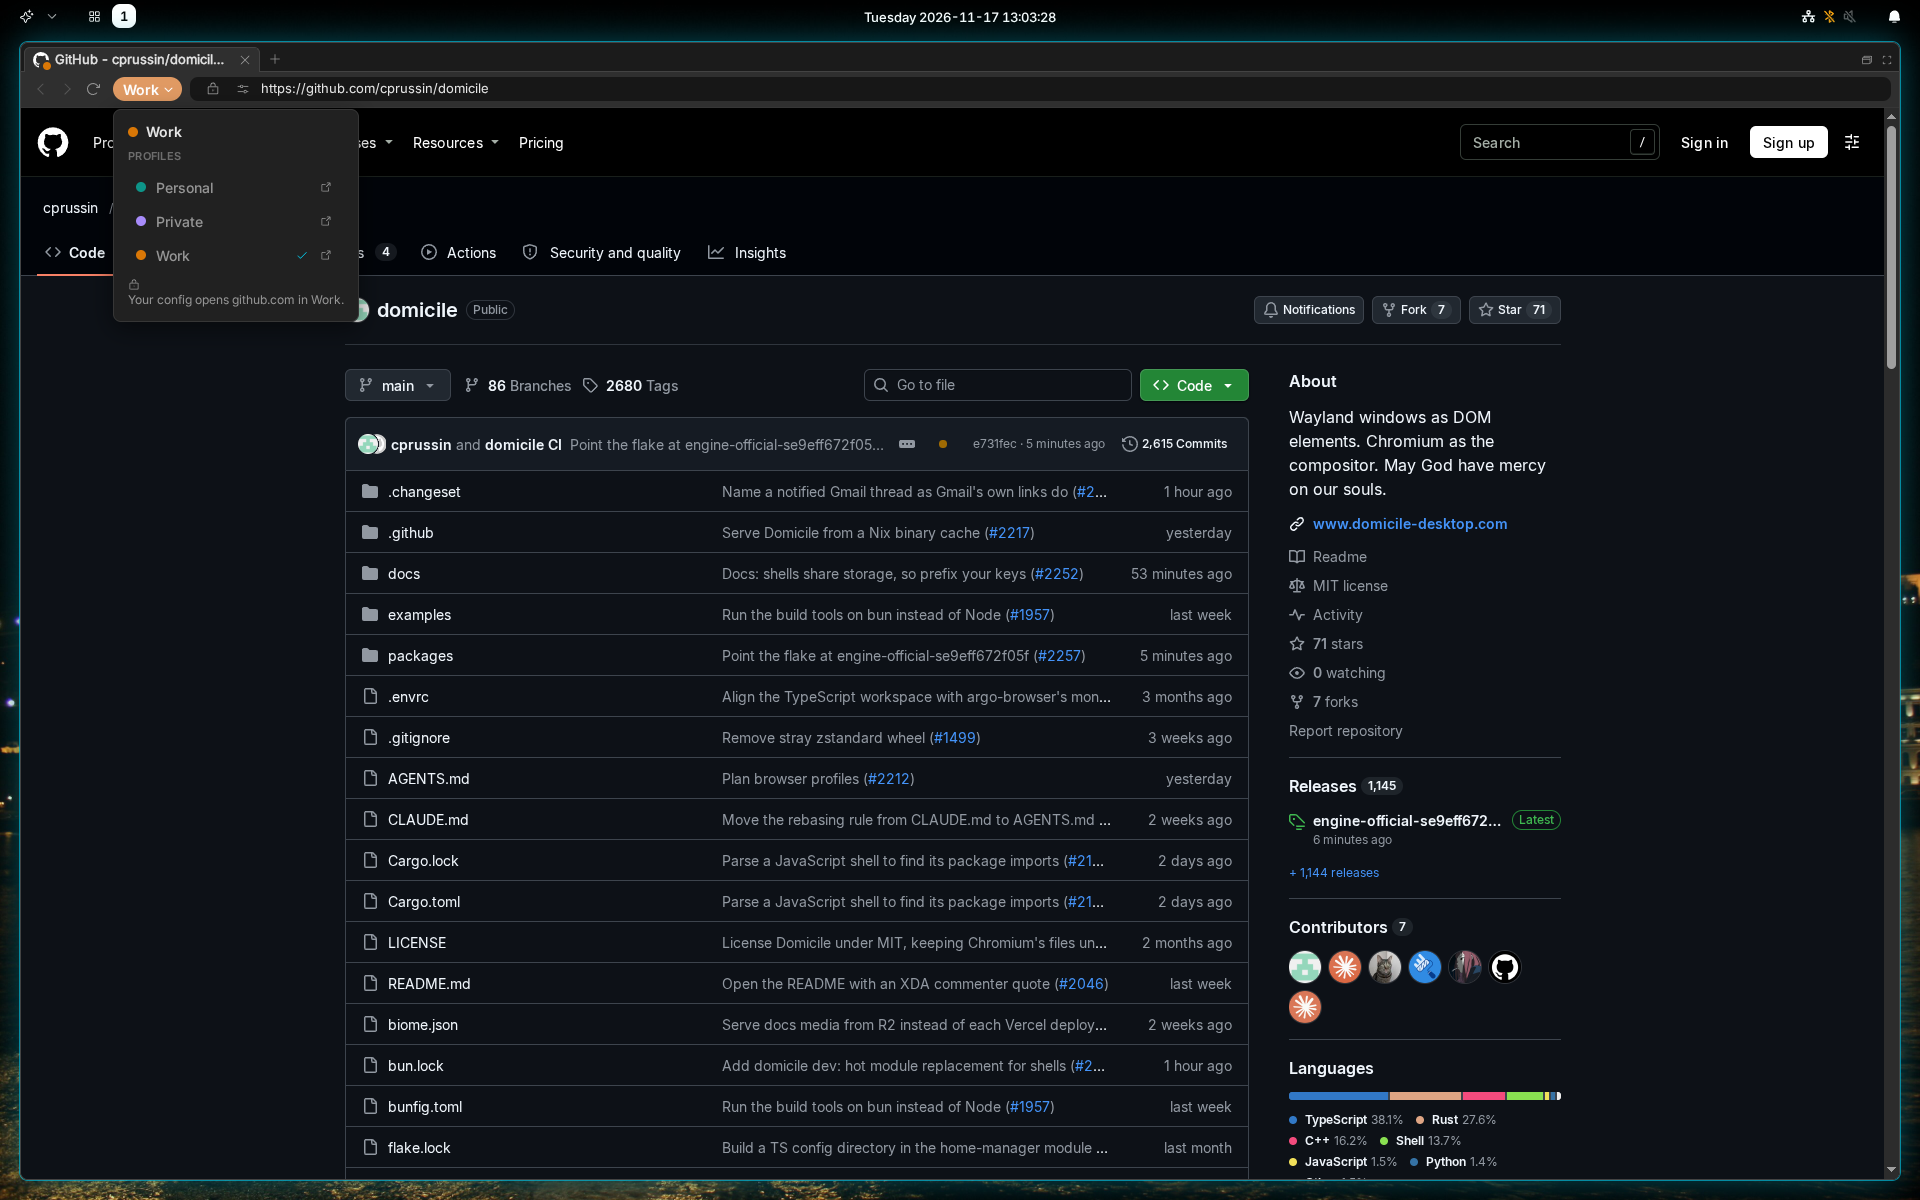 1
Tuesday 2026-11-17 13:03:28
GitHub - cprussin/domicil...
Work
https://github.com/cprussin/domicile
Work
PROFILES
Personal
Private
Work
Your config opens github.com in Work.
Resources
Pricing
Search
/
Sign in
Sign up
cprussin /
Code
4
Actions
Security and quality
Insights
domicile
Public
Notifications
Fork 7
Star 71
main
86 Branches
2680 Tags
Go to file
Code
cprussin and domicile CI Point the flake at engine-official-se9eff672f05...
e731fec · 5 minutes ago
2,615 Commits
.changeset Name a notified Gmail thread as Gmail's own links do (#2... 1 hour ago
.github Serve Domicile from a Nix binary cache (#2217) yesterday
docs Docs: shells share storage, so prefix your keys (#2252) 53 minutes ago
examples Run the build tools on bun instead of Node (#1957) last week
packages Point the flake at engine-official-se9eff672f05f (#2257) 5 minutes ago
.envrc Align the TypeScript workspace with argo-browser's mon... 3 months ago
.gitignore Remove stray zstandard wheel (#1499) 3 weeks ago
AGENTS.md Plan browser profiles (#2212) yesterday
CLAUDE.md Move the rebasing rule from CLAUDE.md to AGENTS.md ... 2 weeks ago
Cargo.lock Parse a JavaScript shell to find its package imports (#21... 2 days ago
Cargo.toml Parse a JavaScript shell to find its package imports (#21... 2 days ago
LICENSE License Domicile under MIT, keeping Chromium's files un... 2 months ago
README.md Open the README with an XDA commenter quote (#2046) last week
biome.json Serve docs media from R2 instead of each Vercel deploy... 2 weeks ago
bun.lock Add domicile dev: hot module replacement for shells (#2... 1 hour ago
bunfig.toml Run the build tools on bun instead of Node (#1957) last week
flake.lock Build a TS config directory in the home-manager module ... last month
About
Wayland windows as DOM
elements. Chromium as the
compositor. May God have mercy
on our souls.
www.domicile-desktop.com
Readme
MIT license
Activity
71 stars
0 watching
7 forks
Report repository
Releases 1,145
engine-official-se9eff672... Latest
6 minutes ago
+ 1,144 releases
Contributors 7
Languages
TypeScript 38.1% Rust 27.6%
C++ 16.2% Shell 13.7%
JavaScript 1.5% Python 1.4%